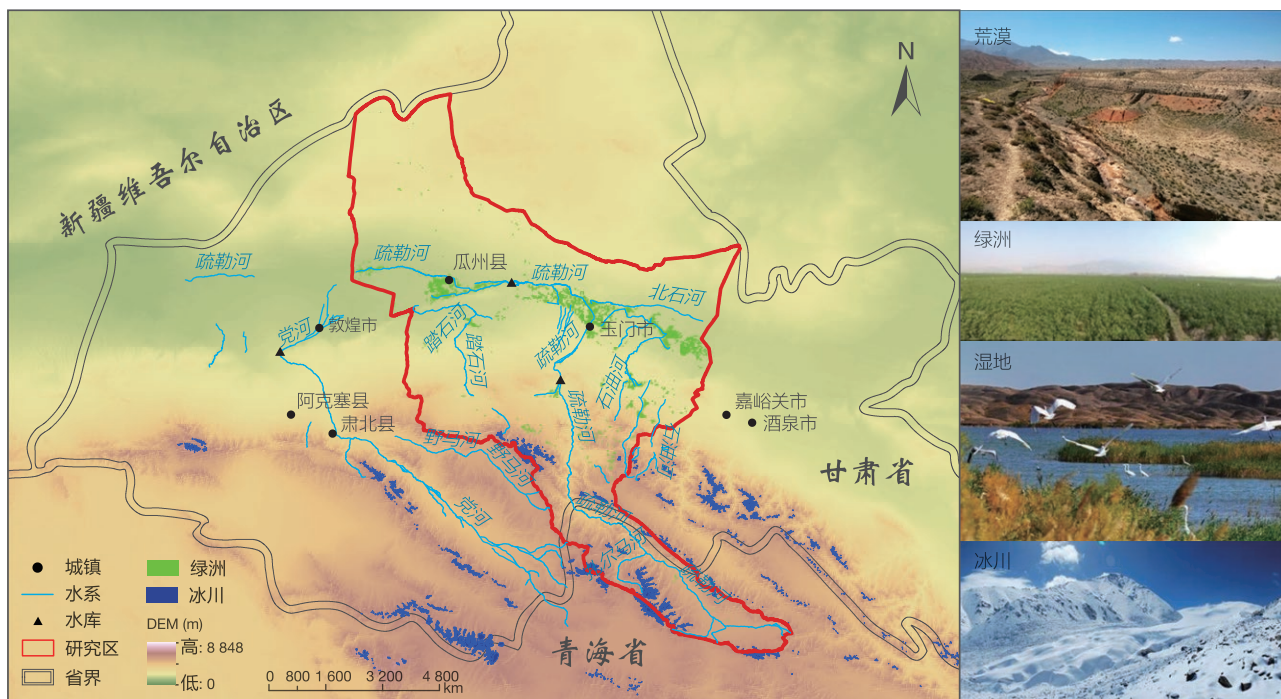 新疆维吾尔自治区
N
疏勒河
疏勒河
瓜州县
疏勒河
北石河
党河
敦煌市
踏石河
踏石河
疏勒河
玉门市
石油河
阿克塞县
肃北县
疏勒河
嘉峪关市
酒泉市
野马河
野马河
石油河
甘肃省
党河
疏勒河
尔马河
疏勒河
青海省
城镇
绿洲
水系
冰川
水库
DEM (m)
研究区
高: 8 848
省界
低: 0
0 800 1 600 3 200 4 800
km
荒漠
绿洲
湿地
冰川